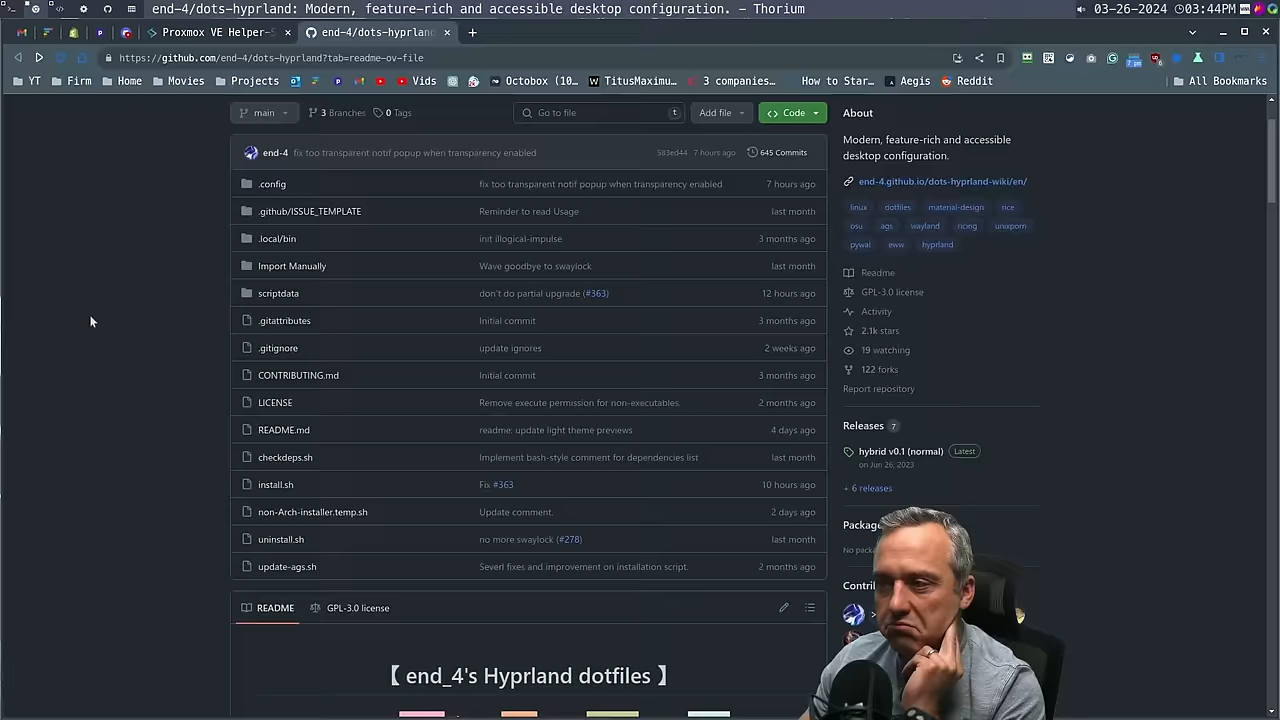 end-4/dots-hyprland: Modern, feature-rich and accessible desktop configuration. – Thorium
03-26-2024 03:44PM
Proxmox VE Helper-S
end-4/dots-hyprland
https://github.com/end-4/dots-hyprland?tab=readme-ov-file
7 pm
YT Firm Home Movies Projects Vids Octobox (10... TitusMaximu... 3 companies... How to Star... Aegis Reddit All Bookmarks
main 3 Branches 0 Tags Go to file t Add file Code
end-4 fix too transparent notif popup when transparency enabled 583ed44 7 hours ago 645 Commits
.config fix too transparent notif popup when transparency enabled 7 hours ago
.github/ISSUE_TEMPLATE Reminder to read Usage last month
.local/bin init illogical-impulse 3 months ago
Import Manually Wave goodbye to swaylock last month
scriptdata don't do partial upgrade (#363) 12 hours ago
.gitattributes Initial commit 3 months ago
.gitignore update ignores 2 weeks ago
CONTRIBUTING.md Initial commit 3 months ago
LICENSE Remove execute permission for non-executables. 2 months ago
README.md readme: update light theme previews 4 days ago
checkdeps.sh Implement bash-style comment for dependencies list last month
install.sh Fix #363 10 hours ago
non-Arch-installer.temp.sh Update comment. 2 days ago
uninstall.sh no more swaylock (#278) last month
update-ags.sh Severl fixes and improvement on installation script. 2 months ago
README GPL-3.0 license
【 end_4's Hyprland dotfiles 】
About
Modern, feature-rich and accessible
desktop configuration.
end-4.github.io/dots-hyprland-wiki/en/
linux dotfiles material-design rice
osu ags wayland ricing unixporn
pywal eww hyprland
Readme
GPL-3.0 license
Activity
2.1k stars
19 watching
122 forks
Report repository
Releases 7
hybrid v0.1 (normal) Latest
on Jun 26, 2023
+ 6 releases
Packag
No packa
Contri